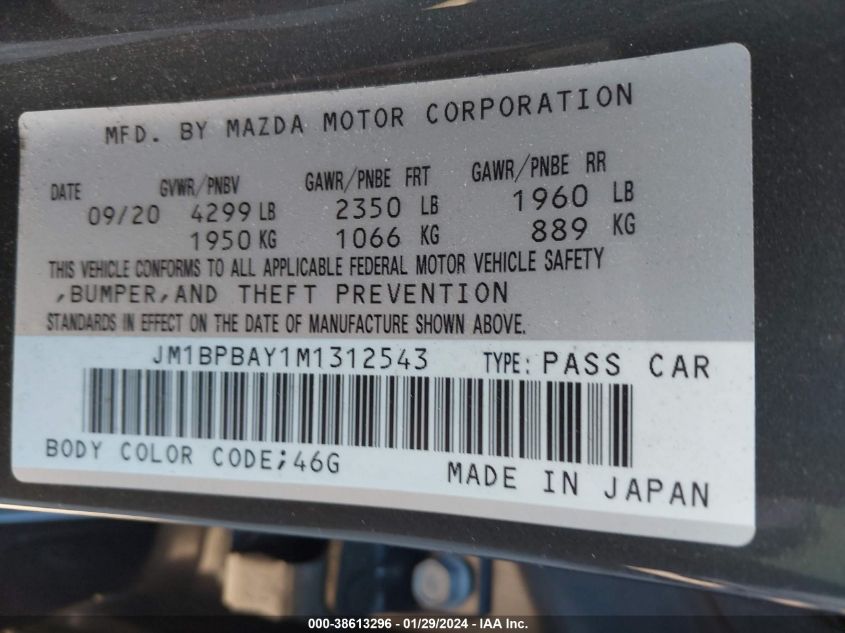 MFD. BY MAZDA MOTOR CORPORATION
DATE GVWR/PNBV GAWR/PNBE FRT GAWR/PNBE RR
09/20 4299 LB 2350 LB 1960 LB
1950 KG 1066 KG 889 KG
THIS VEHICLE CONFORMS TO ALL APPLICABLE FEDERAL MOTOR VEHICLE SAFETY
,BUMPER,AND THEFT PREVENTION
STANDARDS IN EFFECT ON THE DATE OF MANUFACTURE SHOWN ABOVE.
JM1BPBAY1M1312543 TYPE: PASS CAR
BODY COLOR CODE;46G MADE IN JAPAN
000-38613296 - 01/29/2024 - IAA Inc.